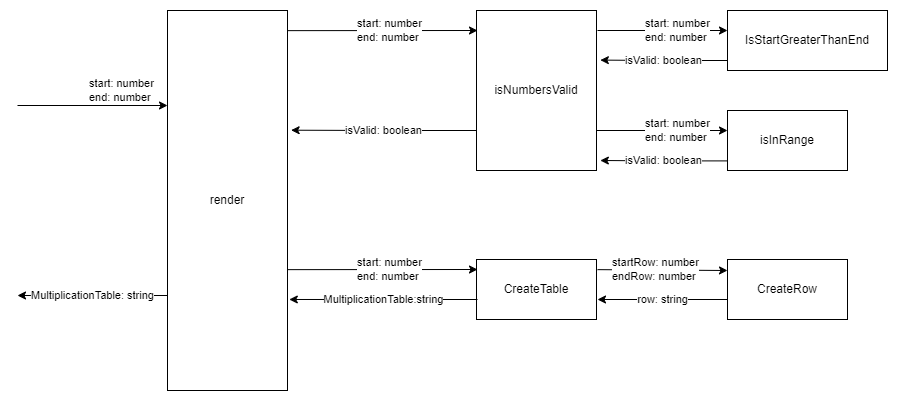 start: number
end: number
start: number
end: number
IsStartGreaterThanEnd
isValid: boolean
start: number
end: number
isNumbersValid
isValid: boolean
start: number
end: number
isInRange
isValid: boolean
render
start: number
end: number
startRow: number
endRow: number
CreateTable
CreateRow
MultiplicationTable: string
MultiplicationTable:string
row: string